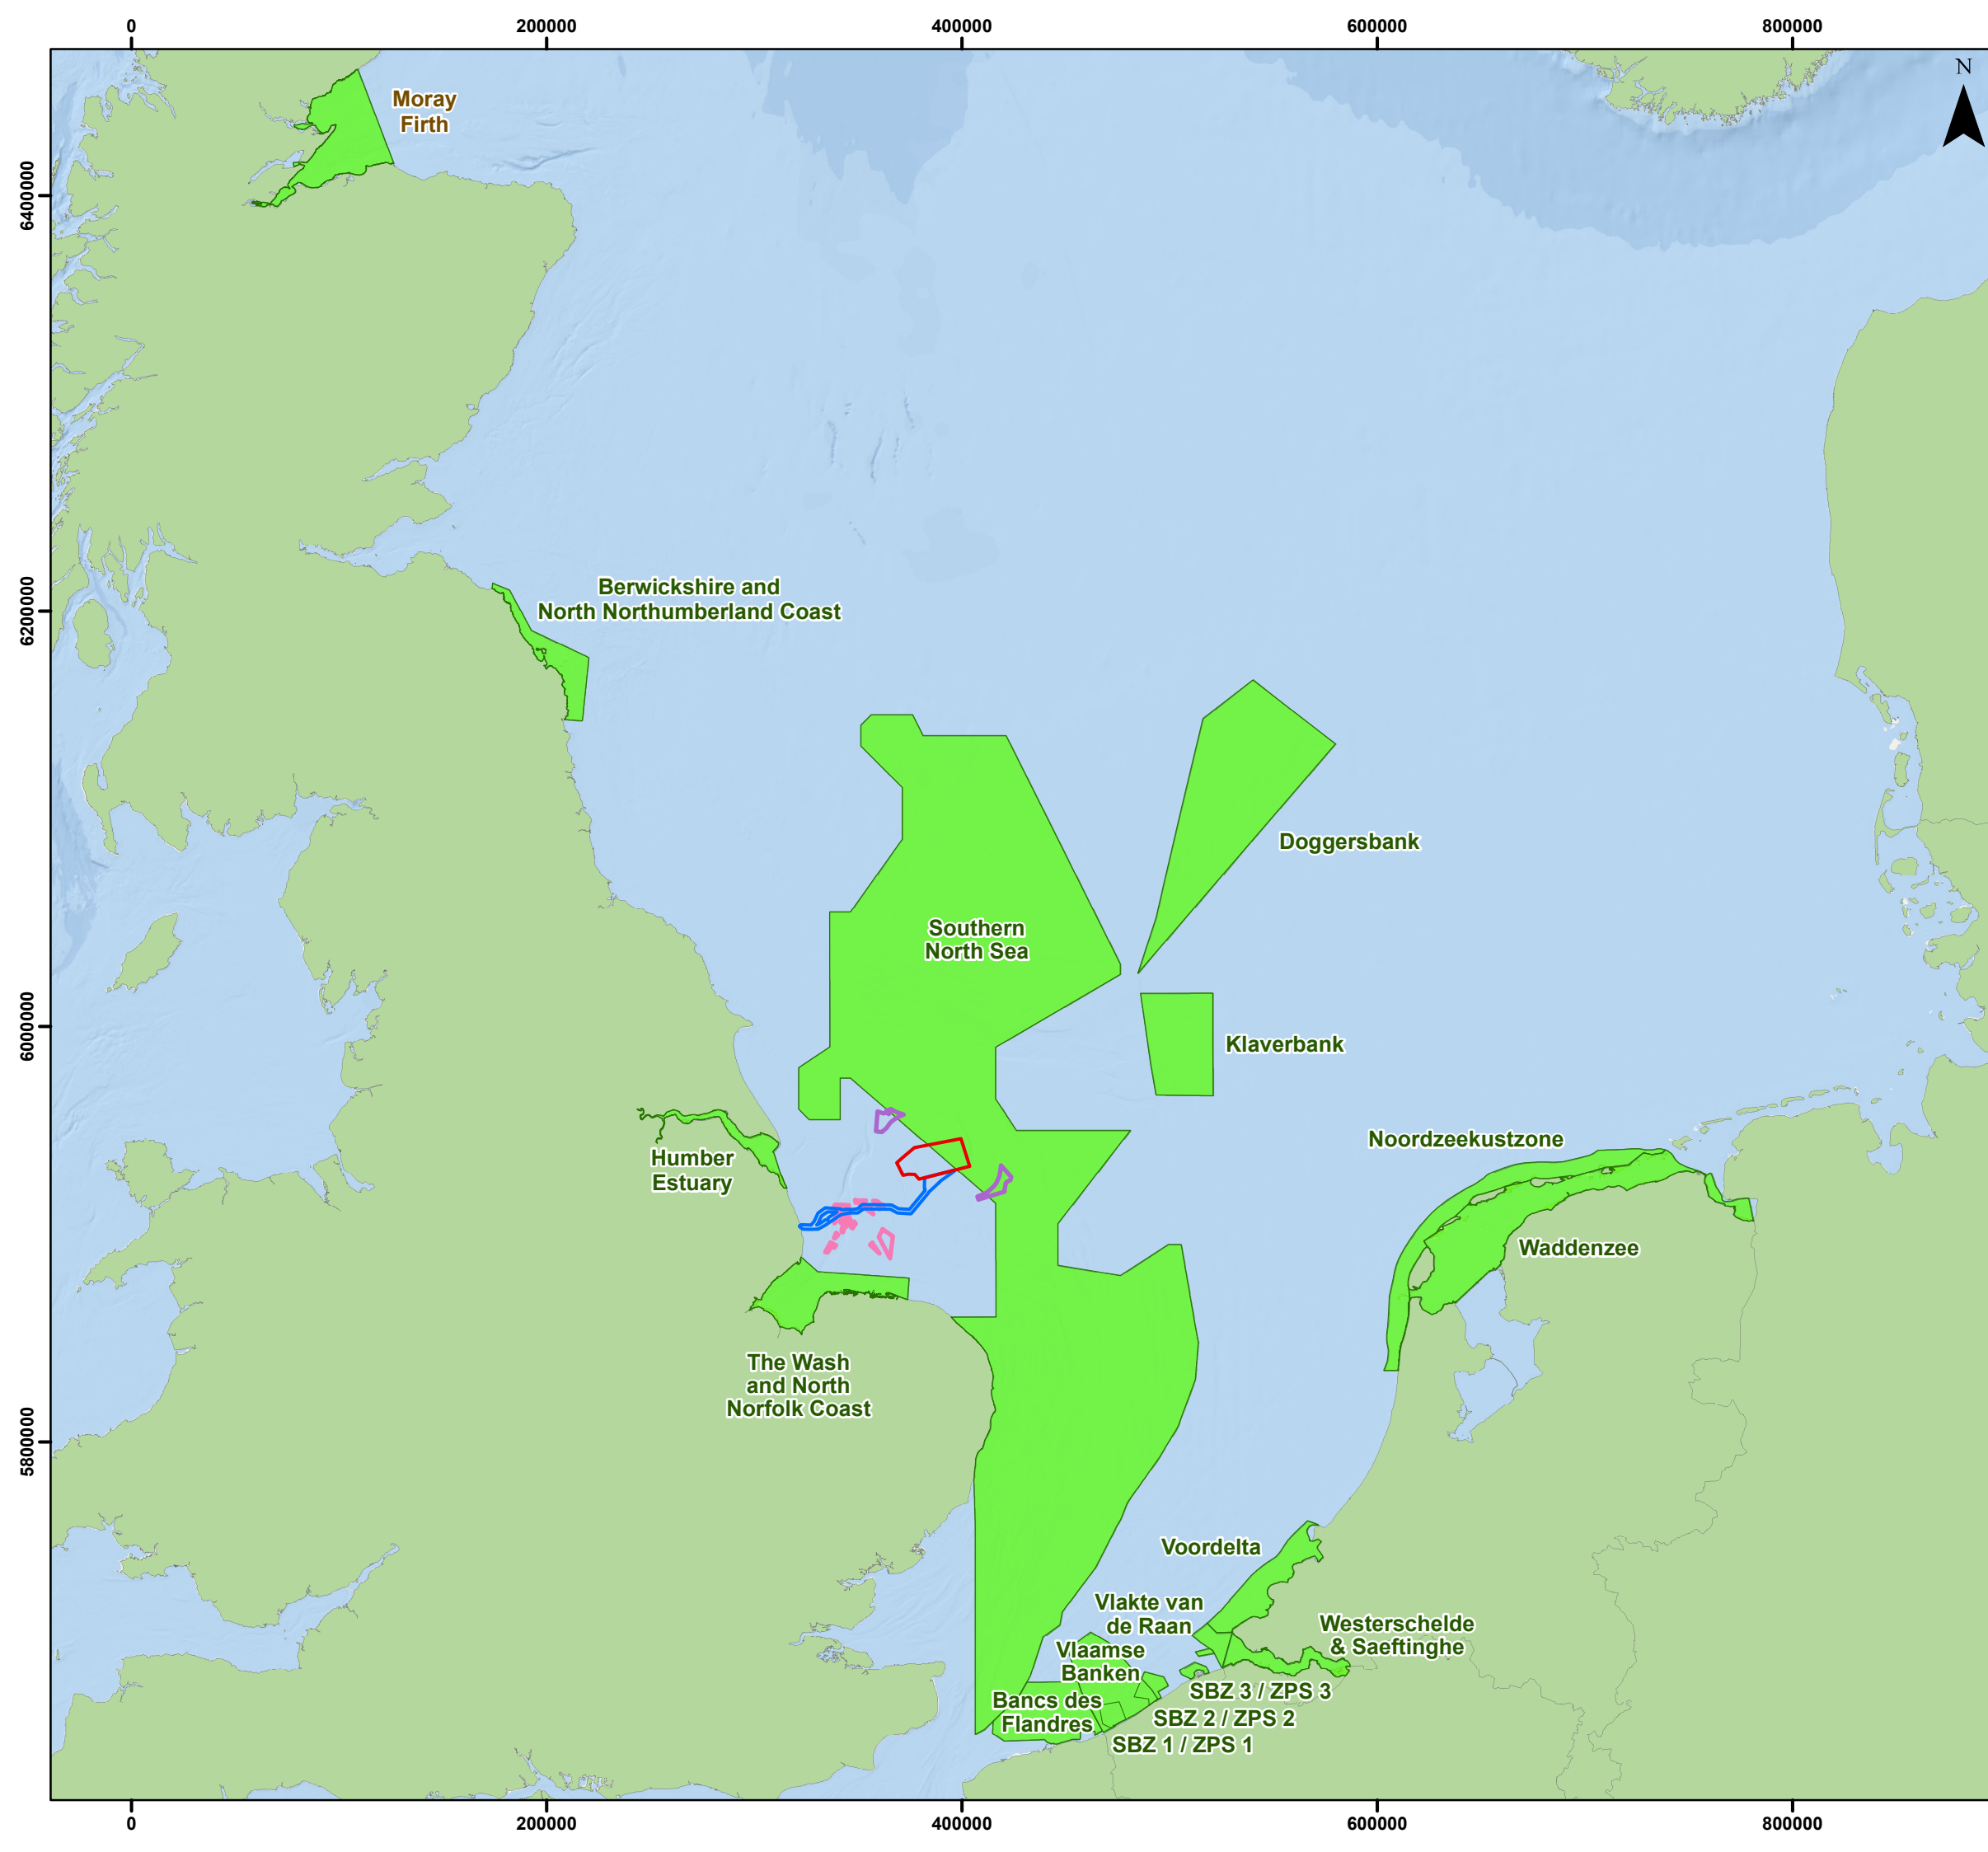 0
200000
400000
600000
800000
N
Moray
Firth
6400000
Berwickshire and
North Northumberland Coast
6200000
Doggersbank
Southern
North Sea
6000000
Klaverbank
Noordzeekustzone
Humber
Estuary
Waddenzee
The Wash
and North
Norfolk Coast
5800000
Voordelta
Vlakte van
de Raan
Westerschelde
& Saeftinghe
Vlaamse
Banken
SBZ 3 / ZPS 3
Bancs des
Flandres
SBZ 2 / ZPS 2
SBZ 1 / ZPS 1
0
200000
400000
600000
800000